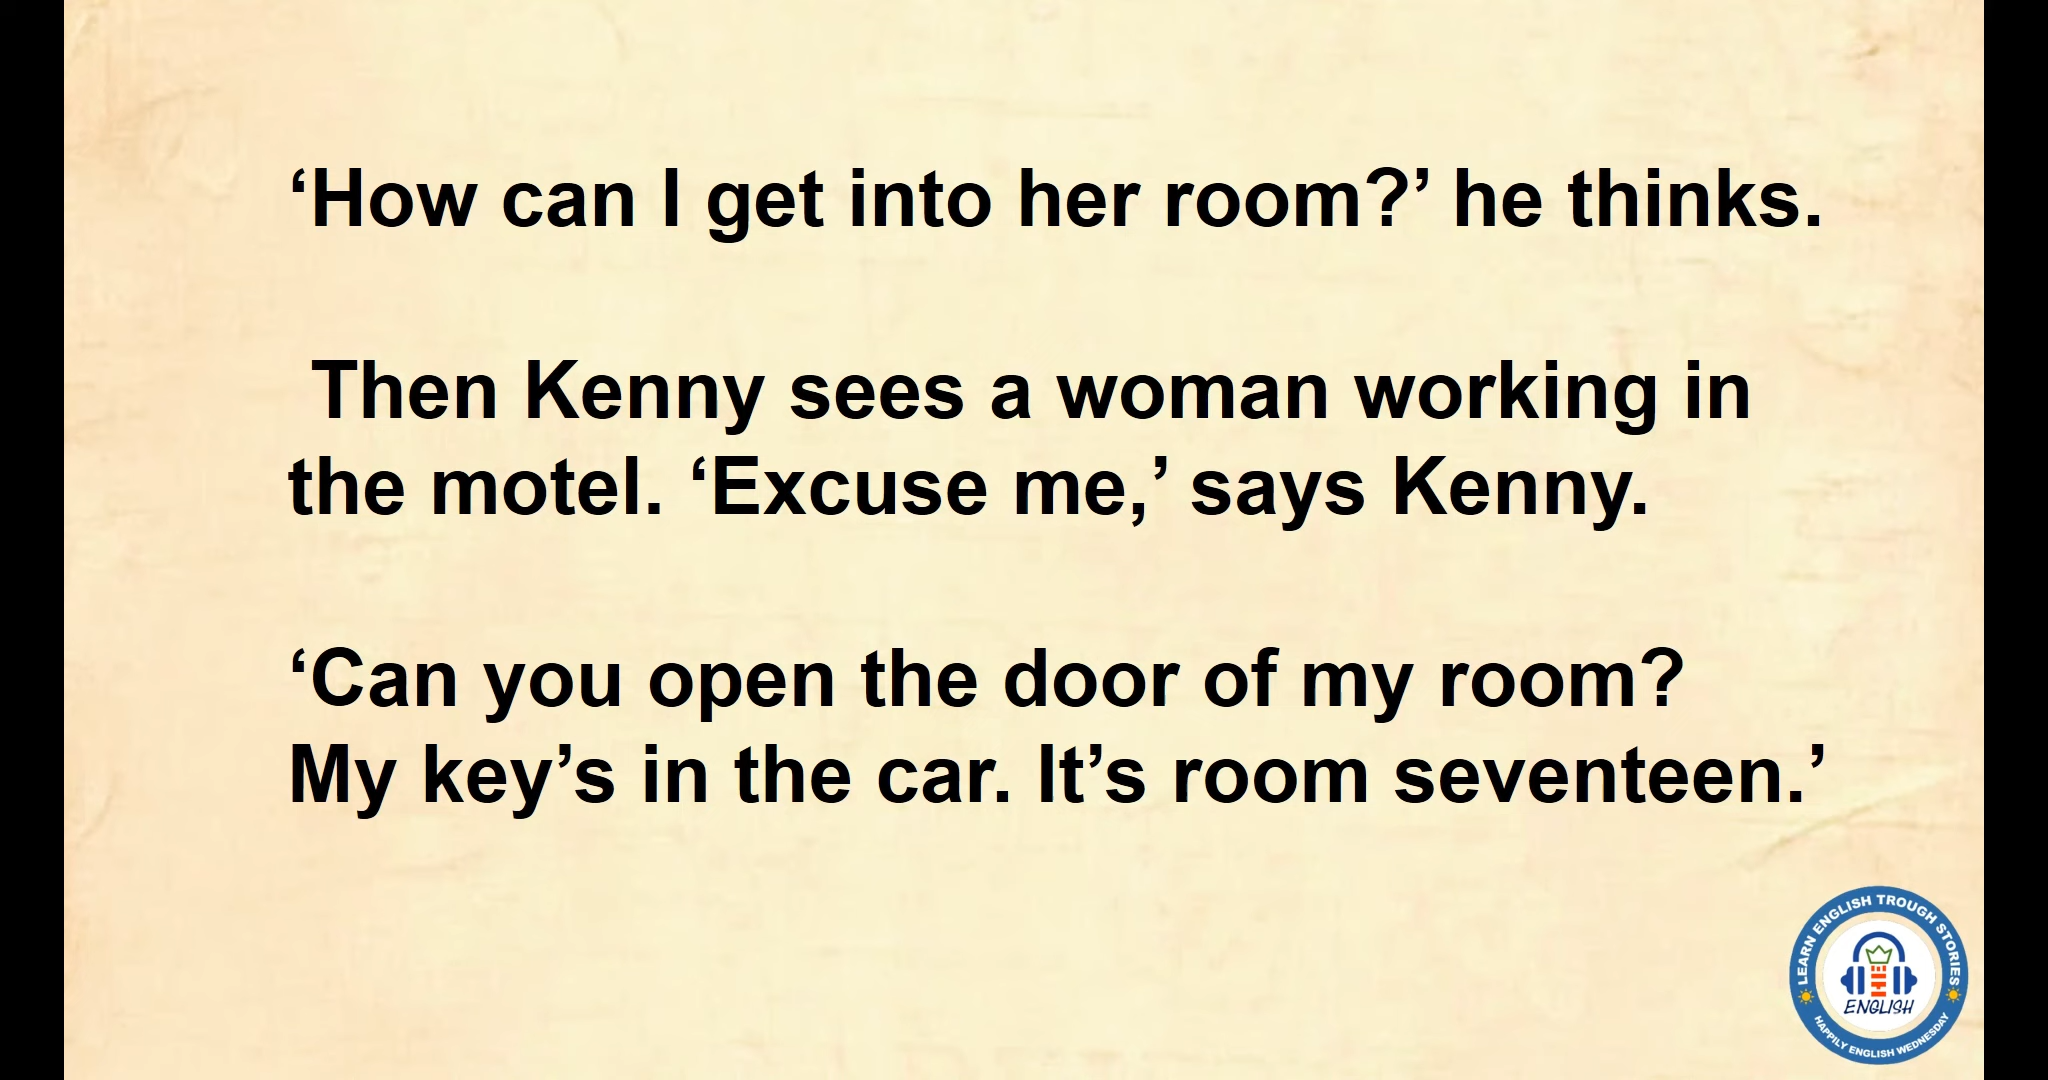 ‘How can I get into her room?’ he thinks.
Then Kenny sees a woman working in
the motel. ‘Excuse me,’ says Kenny.
‘Can you open the door of my room?
My key’s in the car. It’s room seventeen.’
LEARN ENGLISH TROUGH STORIES
ENGLISH
HAPPILY ENGLISH WEDNESDAY